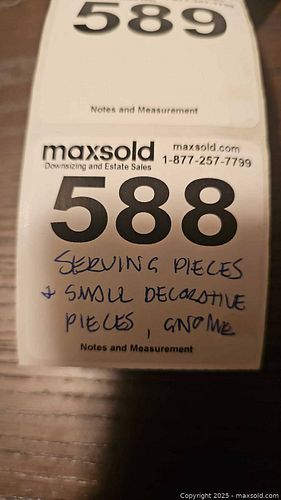 589
Notes and Measurement
maxsold maxsold.com
Downsizing and Estate Sales 1-877-257-7799
588
SERVING PIECES
+ SMALL DECORATIVE
PIECES, GNOME
Notes and Measurement
Copyright 2025 - maxsold.com